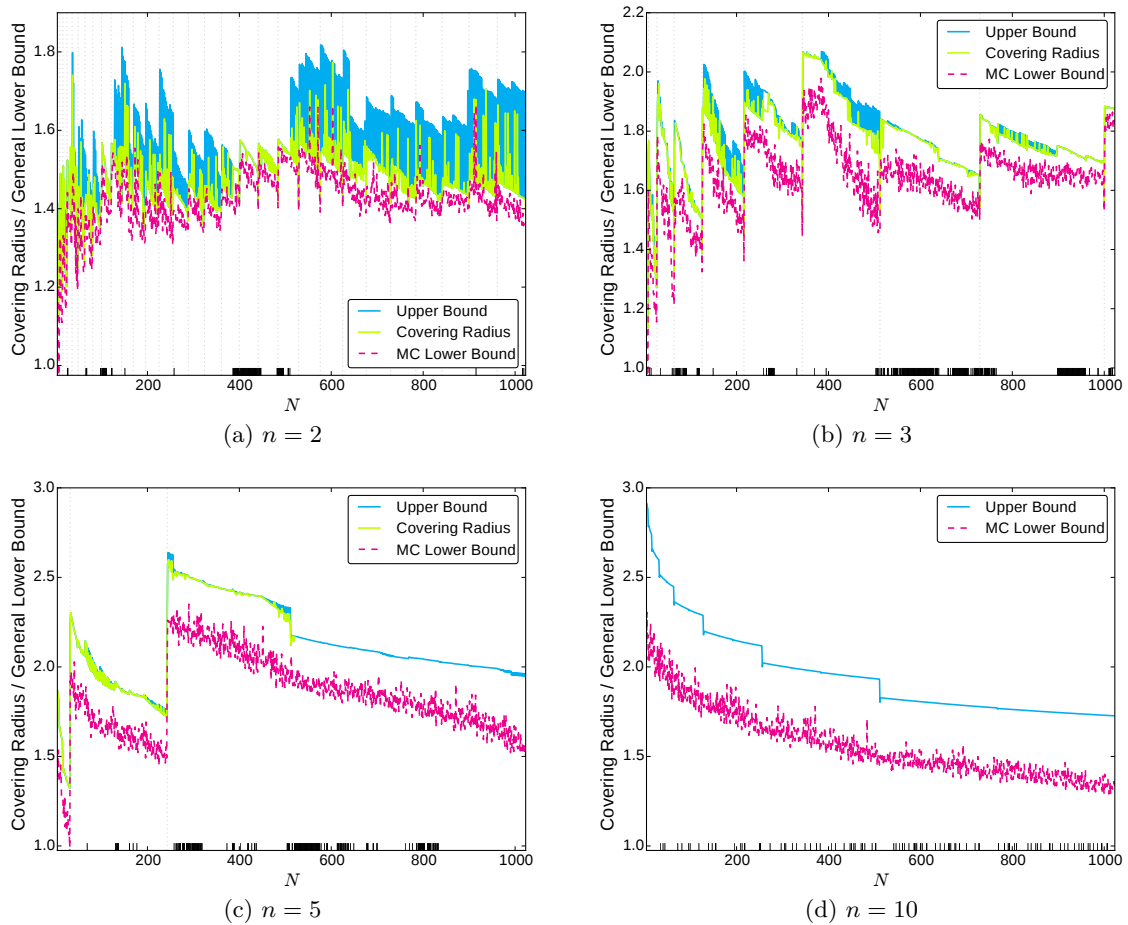 Covering Radius / General Lower Bound
1.8
1.6
1.4
1.2
1.0
Upper Bound
Covering Radius
MC Lower Bound
200 400 600 800 1000
N
(a) n = 2
Covering Radius / General Lower Bound
2.2
2.0
1.8
1.6
1.4
1.2
1.0
Upper Bound
Covering Radius
MC Lower Bound
200 400 600 800 1000
N
(b) n = 3
Covering Radius / General Lower Bound
3.0
2.5
2.0
1.5
1.0
Upper Bound
Covering Radius
MC Lower Bound
200 400 600 800 1000
N
(c) n = 5
Covering Radius / General Lower Bound
3.0
2.5
2.0
1.5
1.0
Upper Bound
MC Lower Bound
200 400 600 800 1000
N
(d) n = 10